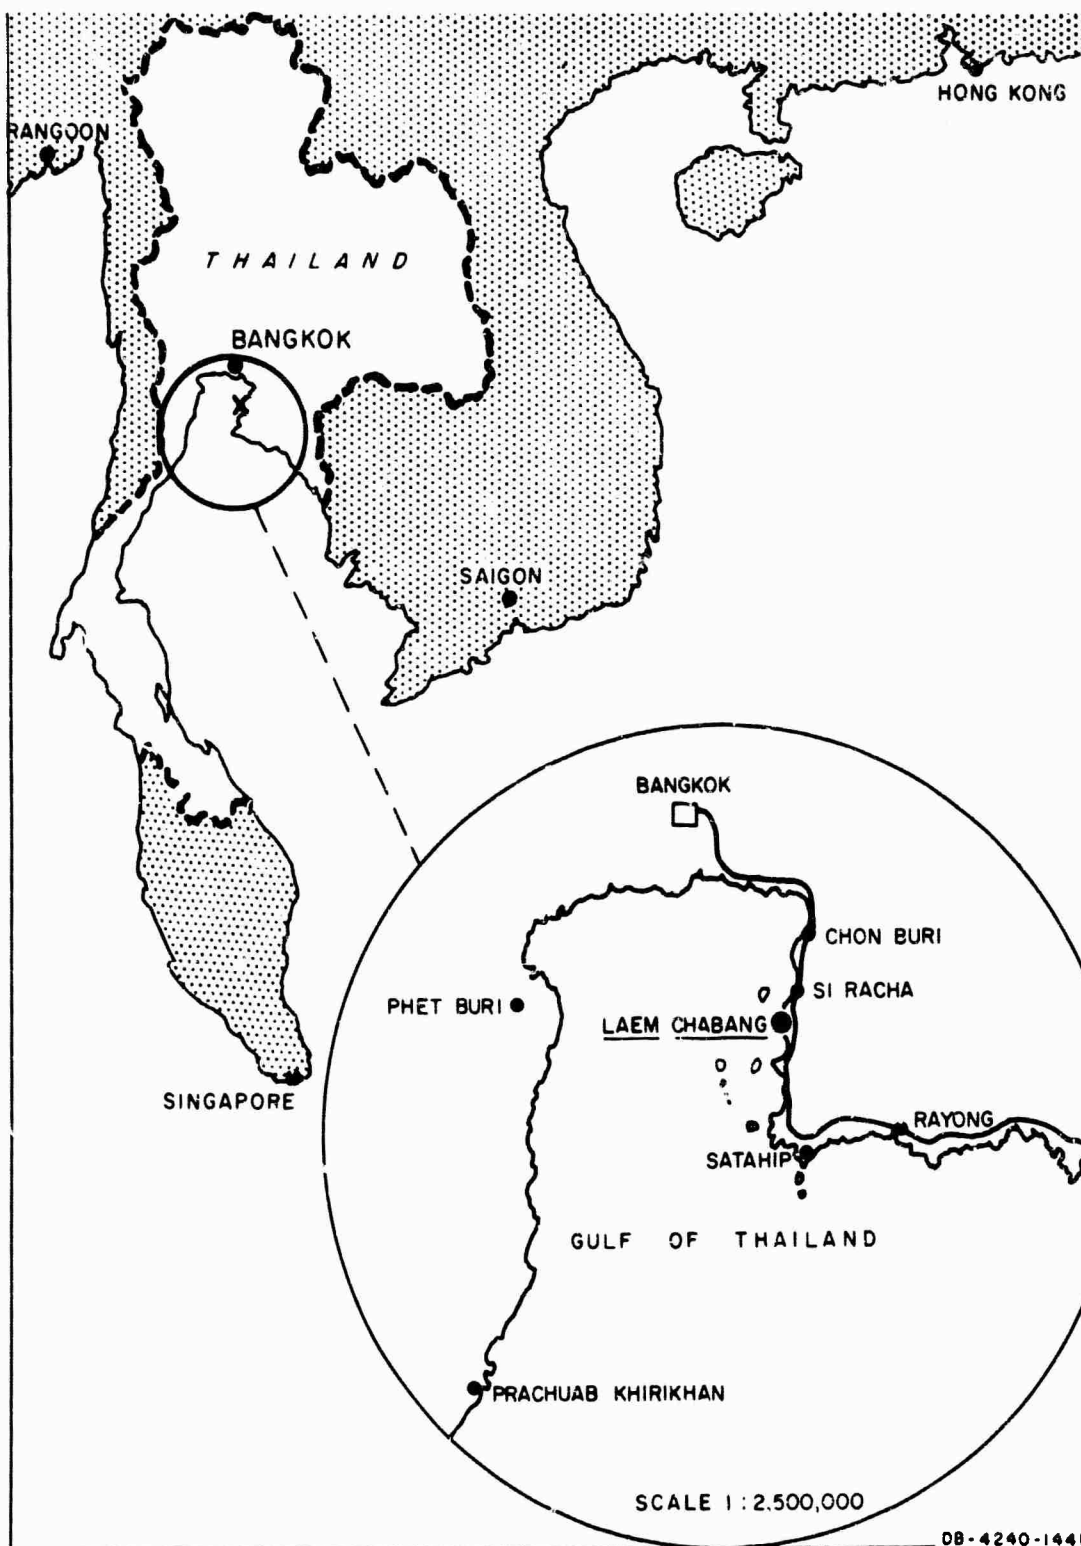 HONG KONG
RANGOON
THAILAND
BANGKOK
SAIGON
BANGKOK
CHON BURI
SI RACHA
PHET BURI
LAEM CHABANG
SINGAPORE
RAYONG
SATAHIP
GULF OF THAILAND
PRACHUAB KHIRIKHAN
SCALE 1:2,500,000
DB-4240-1441